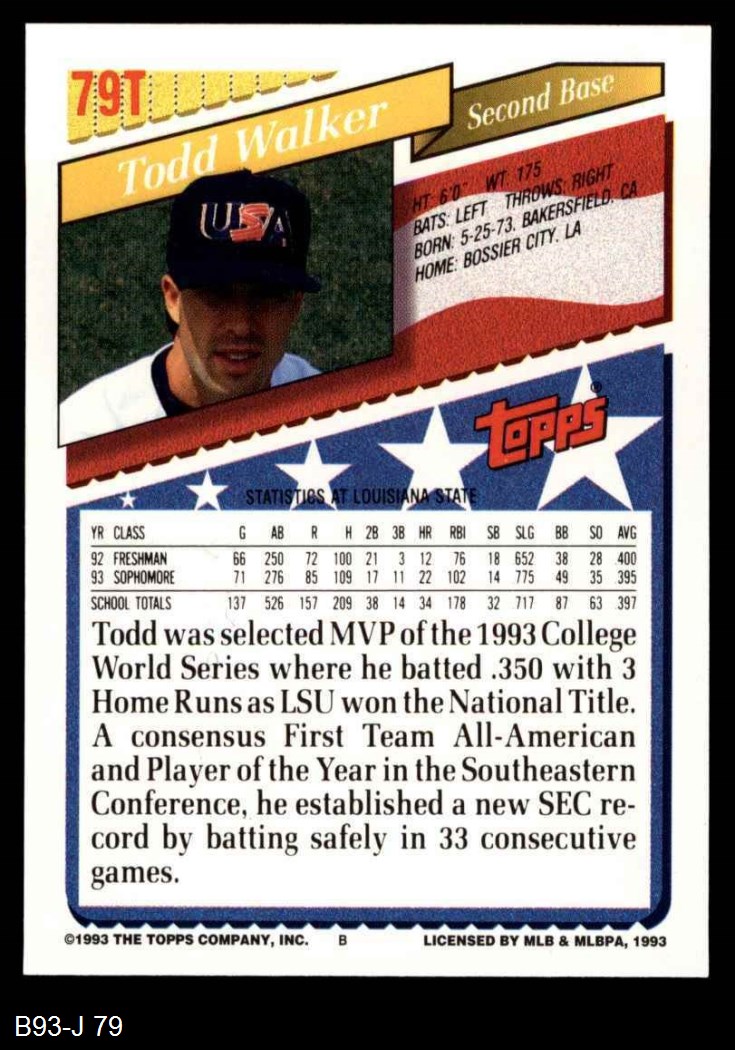 79T
Todd Walker
Second Base
USA
HT: 6'0" WT: 175
BATS: LEFT THROWS: RIGHT
BORN: 5-25-73, BAKERSFIELD, CA
HOME: BOSSIER CITY, LA
topps®
STATISTICS AT LOUISIANA STATE
YR CLASS G AB R H 2B 3B HR RBI SB SLG BB SO AVG
92 FRESHMAN 66 250 72 100 21 3 12 76 18 652 38 28 .400
93 SOPHOMORE 71 276 85 109 17 11 22 102 14 775 49 35 .395
SCHOOL TOTALS 137 526 157 209 38 14 34 178 32 .717 87 63 .397
Todd was selected MVP of the 1993 College
World Series where he batted .350 with 3
Home Runs as LSU won the National Title.
A consensus First Team All-American
and Player of the Year in the Southeastern
Conference, he established a new SEC re-
cord by batting safely in 33 consecutive
games.
©1993 THE TOPPS COMPANY, INC. B LICENSED BY MLB & MLBPA, 1993
B93-J 79